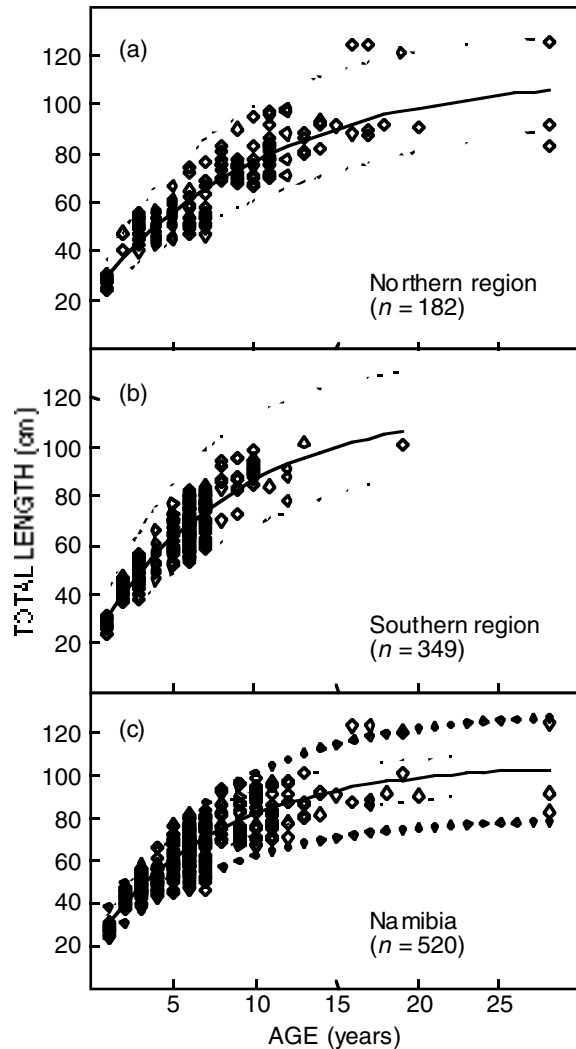 (a)
120
100
80
60
40
20
Northern region
(n = 182)
(b)
120
100
80
60
40
20
Southern region
(n = 349)
(c)
120
100
80
60
40
20
Namibia
(n = 520)
TOTAL LENGTH (cm)
5 10 15 20 25
AGE (years)